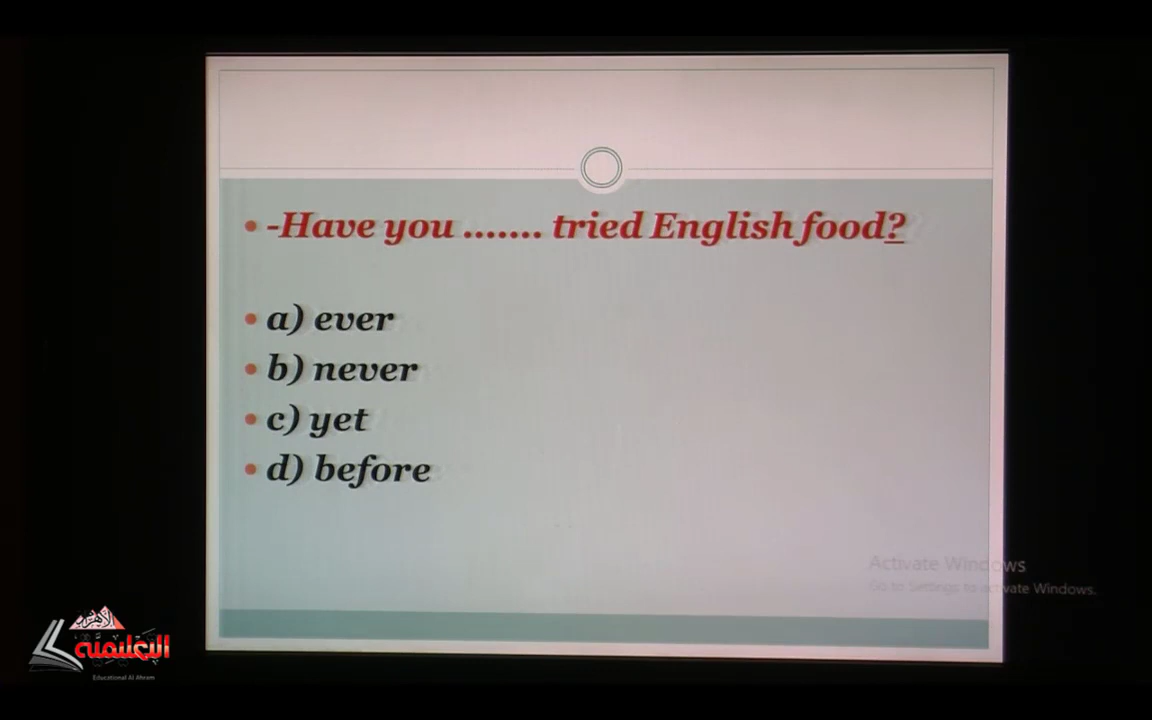 -Have you ....... tried English food?
a) ever
b) never
c) yet
d) before
Activate Windows
Go to Settings to activate Windows.
الأهرام
التعليمية
Educational Al Ahram